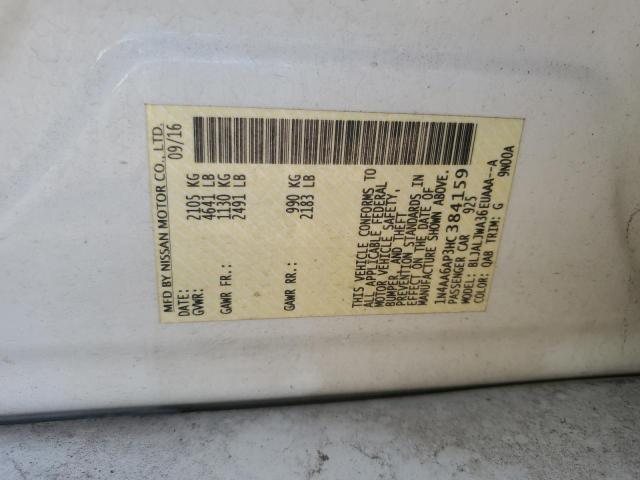 MFD BY NISSAN MOTOR CO., LTD.
DATE: 09/16
GVWR: 2105 KG
4641 LB
GAWR FR.: 1130 KG
2491 LB
GAWR RR.: 990 KG
2183 LB
THIS VEHICLE CONFORMS TO
ALL APPLICABLE FEDERAL
MOTOR VEHICLE SAFETY,
BUMPER, AND THEFT
PREVENTION STANDARDS IN
EFFECT ON THE DATE OF
MANUFACTURE SHOWN ABOVE.
1N4AA6AP3HC384159
PASSENGER CAR 925
MODEL: BLJALJWA36EUAAA--A
COLOR: QAB TRIM: G 9N00A